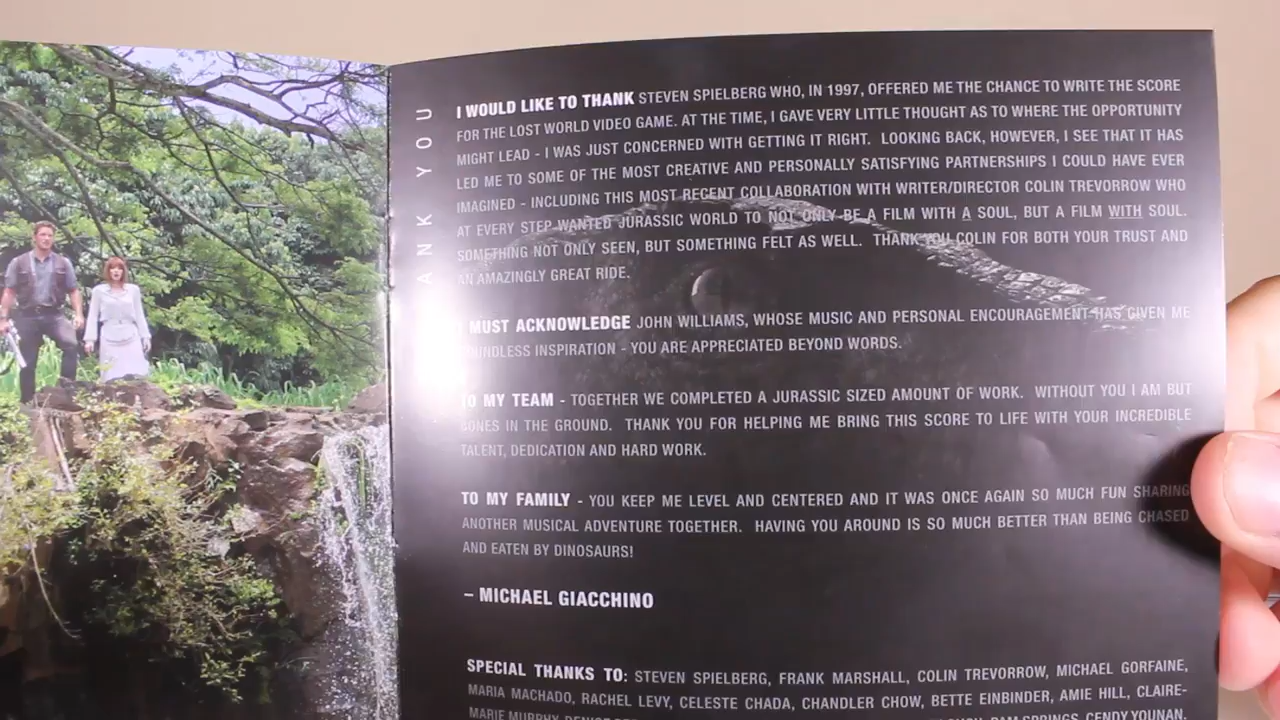 ANK YOU
I WOULD LIKE TO THANK STEVEN SPIELBERG WHO, IN 1997, OFFERED ME THE CHANCE TO WRITE THE SCORE
FOR THE LOST WORLD VIDEO GAME. AT THE TIME, I GAVE VERY LITTLE THOUGHT AS TO WHERE THE OPPORTUNITY
MIGHT LEAD - I WAS JUST CONCERNED WITH GETTING IT RIGHT. LOOKING BACK, HOWEVER, I SEE THAT IT HAS
LED ME TO SOME OF THE MOST CREATIVE AND PERSONALLY SATISFYING PARTNERSHIPS I COULD HAVE EVER
IMAGINED - INCLUDING THIS MOST RECENT COLLABORATION WITH WRITER/DIRECTOR COLIN TREVORROW WHO
AT EVERY STEP WANTED JURASSIC WORLD TO NOT ONLY BE A FILM WITH A SOUL, BUT A FILM WITH SOUL.
SOMETHING NOT ONLY SEEN, BUT SOMETHING FELT AS WELL. THANK YOU COLIN FOR BOTH YOUR TRUST AND
AN AMAZINGLY GREAT RIDE.
I MUST ACKNOWLEDGE JOHN WILLIAMS, WHOSE MUSIC AND PERSONAL ENCOURAGEMENT HAS GIVEN ME
INSPIRATION - YOU ARE APPRECIATED BEYOND WORDS.
TO MY TEAM - TOGETHER WE COMPLETED A JURASSIC SIZED AMOUNT OF WORK. WITHOUT YOU I AM BUT
BONES IN THE GROUND. THANK YOU FOR HELPING ME BRING THIS SCORE TO LIFE WITH YOUR INCREDIBLE
TALENT, DEDICATION AND HARD WORK.
TO MY FAMILY - YOU KEEP ME LEVEL AND CENTERED AND IT WAS ONCE AGAIN SO MUCH FUN SHARING
ANOTHER MUSICAL ADVENTURE TOGETHER. HAVING YOU AROUND IS SO MUCH BETTER THAN BEING CHASED
AND EATEN BY DINOSAURS!
– MICHAEL GIACCHINO
SPECIAL THANKS TO: STEVEN SPIELBERG, FRANK MARSHALL, COLIN TREVORROW, MICHAEL GORFAINE,
MARIA MACHADO, RACHEL LEVY, CELESTE CHADA, CHANDLER CHOW, BETTE EINBINDER, AMIE HILL, CLAIRE-
MARIE MURPHY, PAM SPRINGS, CENDY YOUNAN,